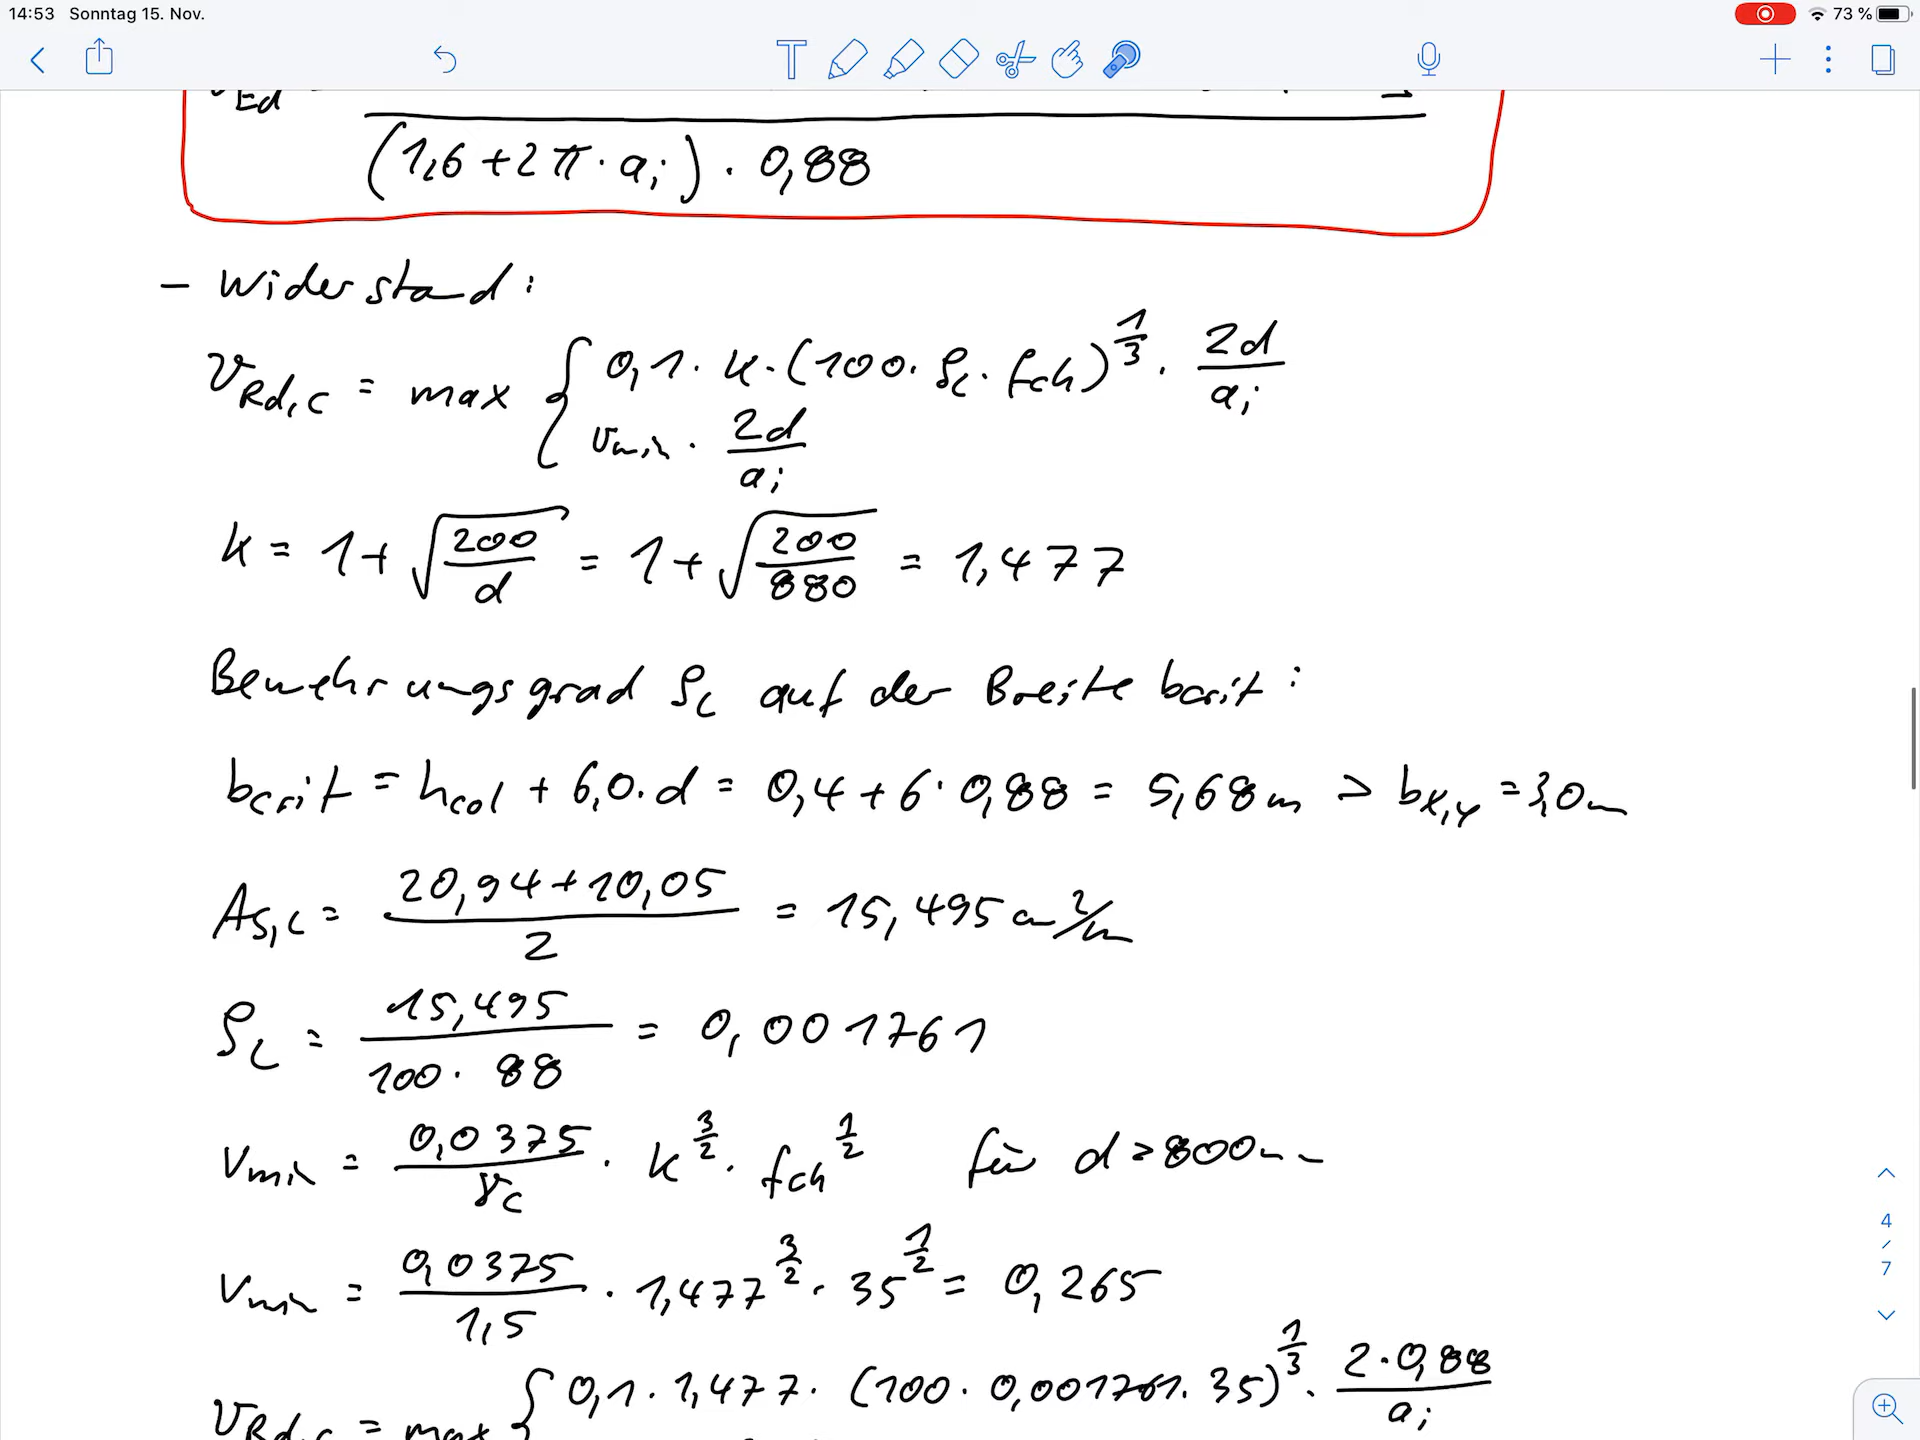 14:53 Sonntag 15. Nov. 73 %
Ed
(1,6 + 2π · ai) · 0,88
- Widerstand:
vRd,c = max { 0,1 · k · (100 · ρL · fck)^1/3 · 2d/ai
vmin · 2d/ai
k = 1 + √(200/d) = 1 + √(200/880) = 1,477
Bewehrungsgrad ρL auf der Breite bcrit:
bcrit = hcol + 6,0 · d = 0,4 + 6 · 0,88 = 5,68 m > bx,y = 3,0 m
As,L = (20,94 + 10,05)/2 = 15,495 cm²/m
ρL = 15,495/(100 · 88) = 0,001761
vmin = 0,0375/γc · k^3/2 · fck^1/2 für d > 800mm
vmin = 0,0375/1,5 · 1,477^3/2 · 35^1/2 = 0,265
vRd,c = max { 0,1 · 1,477 · (100 · 0,001761 · 35)^1/3 · 2 · 0,88/ai
4
/
7